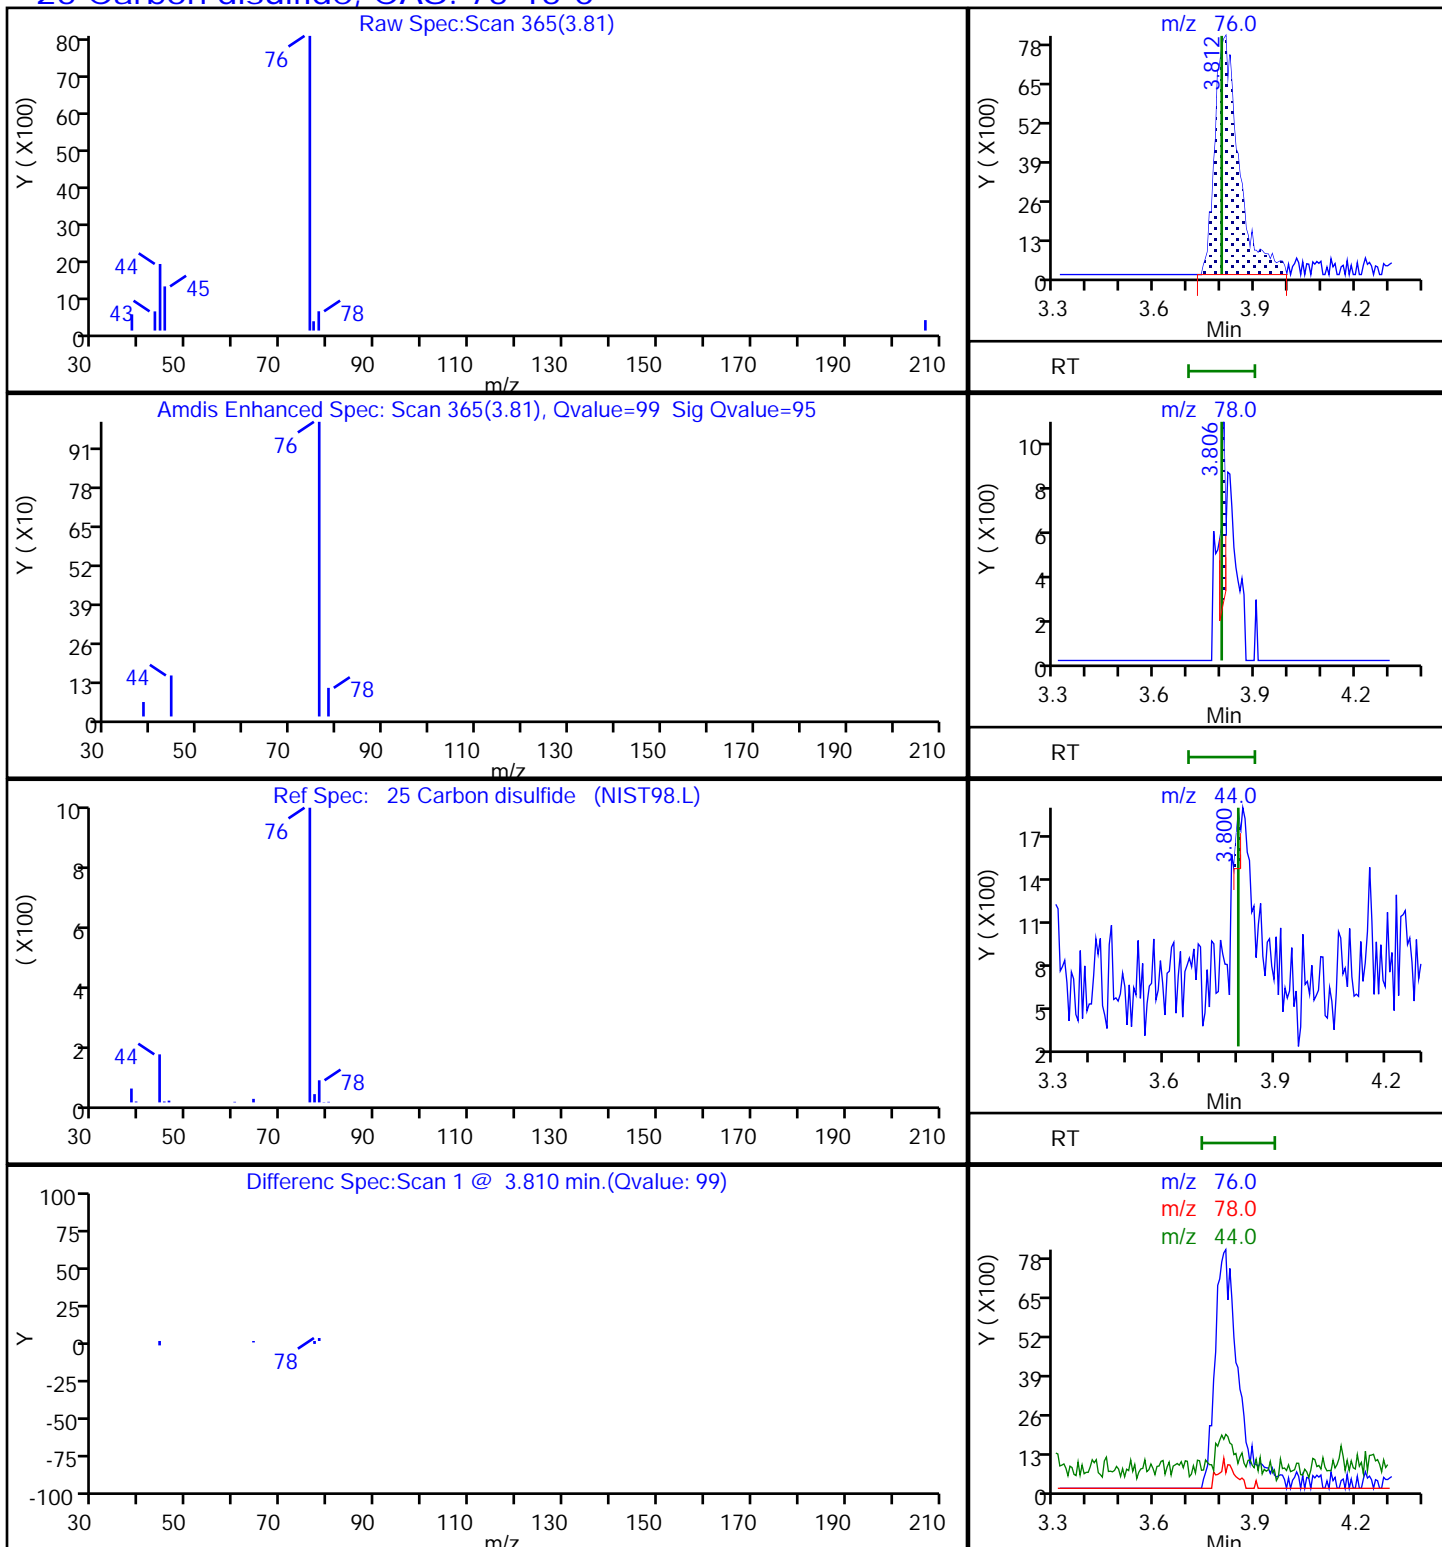 Raw Spec:Scan 365(3.81)
80
70
60
50
40
30
20
10
0
Y ( X100)
76
44
45
43
78
30 50 70 90 110 130 150 170 190 210
m/z
m/z 76.0
78
65
52
39
26
13
0
Y ( X100)
3.812
3.3 3.6 3.9 4.2
Min
RT
Amdis Enhanced Spec: Scan 365(3.81), Qvalue=99 Sig Qvalue=95
91
78
65
52
39
26
13
0
Y ( X10)
76
44
78
30 50 70 90 110 130 150 170 190 210
m/z
m/z 78.0
10
8
6
4
2
0
Y ( X100)
3.806
3.3 3.6 3.9 4.2
Min
RT
Ref Spec: 25 Carbon disulfide (NIST98.L)
10
8
6
4
2
0
( X100)
76
44
78
30 50 70 90 110 130 150 170 190 210
m/z 44.0
17
14
11
8
5
2
Y ( X100)
3.800
3.3 3.6 3.9 4.2
Min
RT
Differenc Spec:Scan 1 @ 3.810 min.(Qvalue: 99)
100
75
50
25
0
-25
-50
-75
-100
Y
78
30 50 70 90 110 130 150 170 190 210
m/z
m/z 76.0
m/z 78.0
m/z 44.0
78
65
52
39
26
13
0
Y ( X100)
3.3 3.6 3.9 4.2
Min